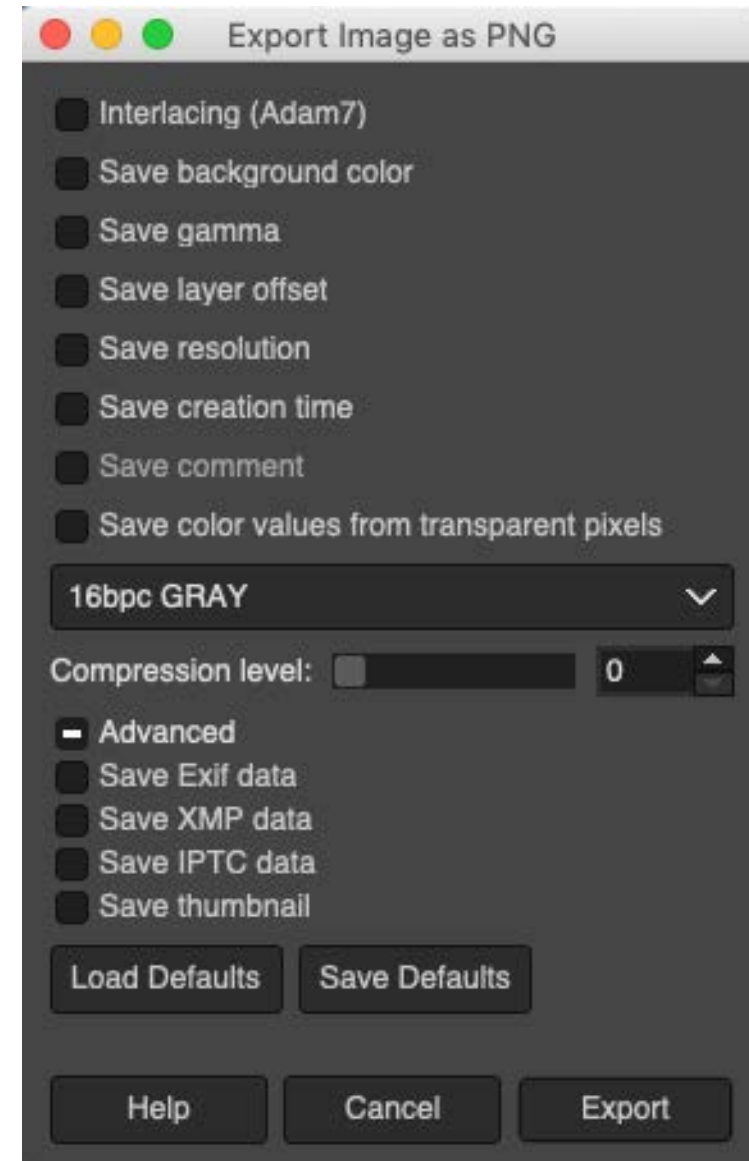 Export Image as PNG
Interlacing (Adam7)
Save background color
Save gamma
Save layer offset
Save resolution
Save creation time
Save comment
Save color values from transparent pixels
16bpc GRAY
Compression level: 0
Advanced
Save Exif data
Save XMP data
Save IPTC data
Save thumbnail
Load Defaults Save Defaults
Help Cancel Export